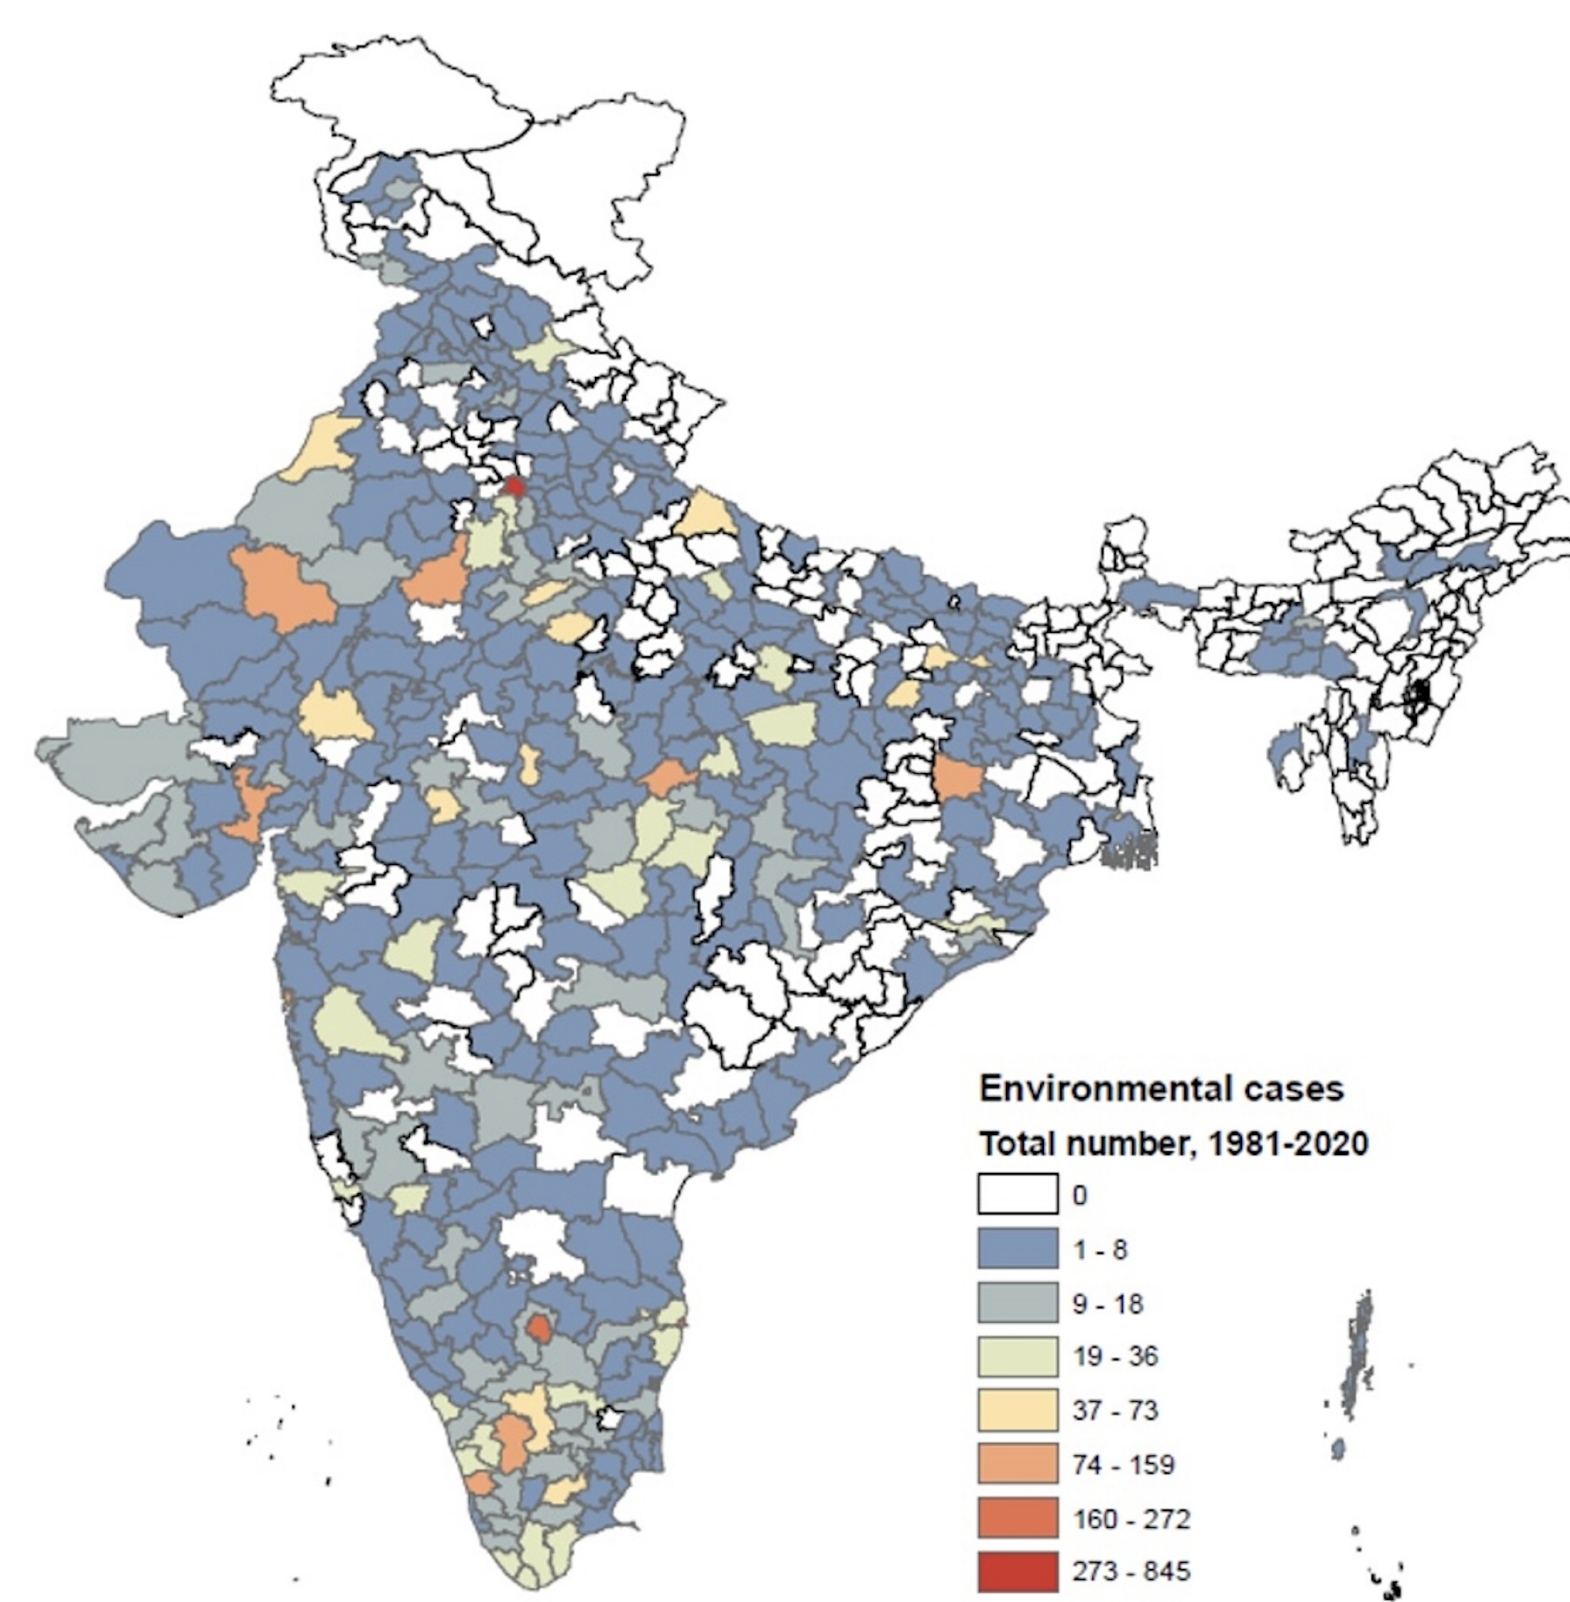 Environmental cases
Total number, 1981-2020
0
1 - 8
9 - 18
19 - 36
37 - 73
74 - 159
160 - 272
273 - 845